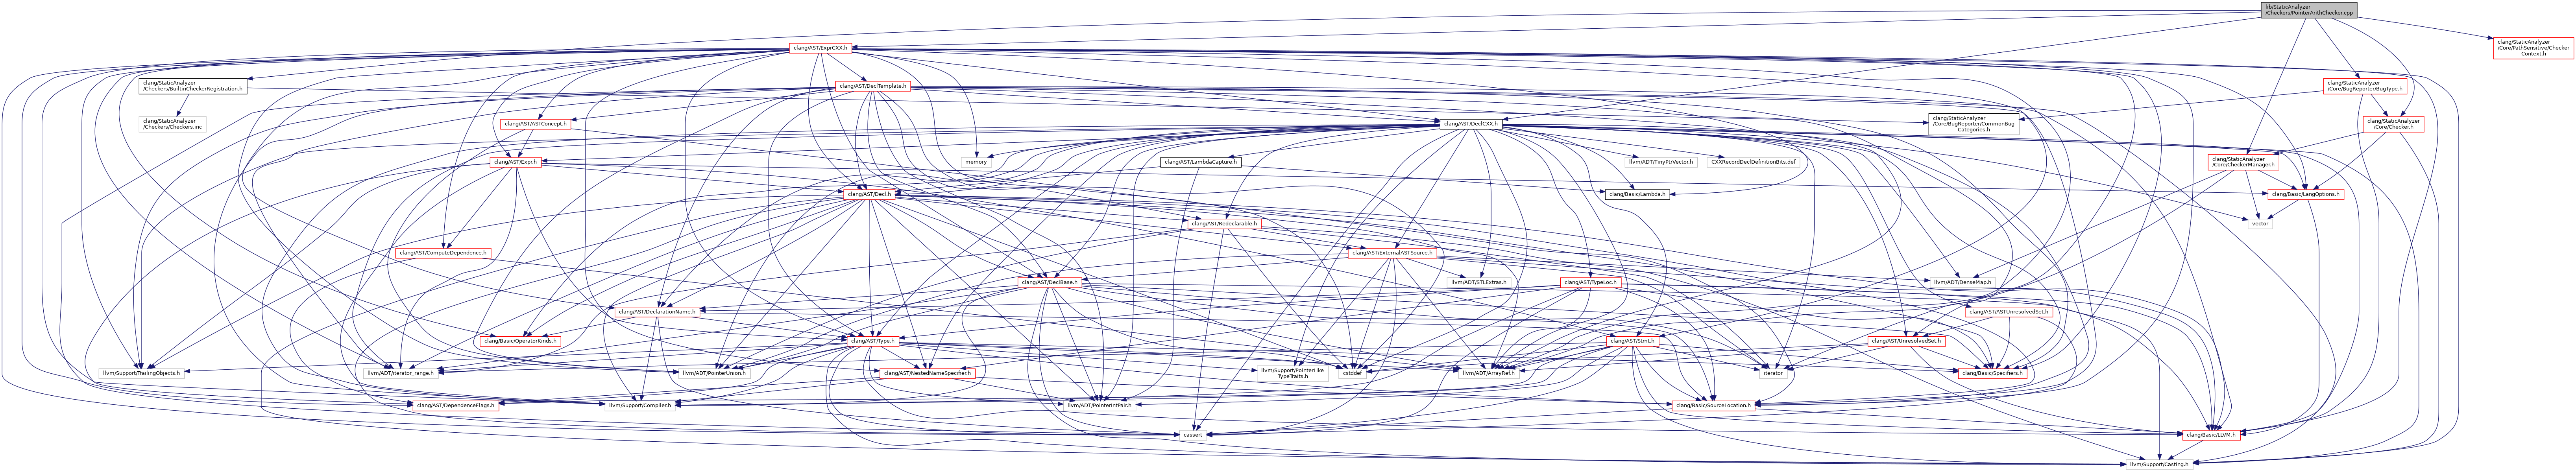 lib/StaticAnalyzer
/Checkers/PointerArithChecker.cpp
clang/AST/ExprCXX.h
clang/StaticAnalyzer
/Core/PathSensitive/Checker
Context.h
clang/StaticAnalyzer
/Checkers/BuiltinCheckerRegistration.h
clang/AST/DeclTemplate.h
clang/StaticAnalyzer
/Core/BugReporter/BugType.h
clang/StaticAnalyzer
/Checkers/Checkers.inc
clang/AST/ASTConcept.h
clang/AST/DeclCXX.h
clang/StaticAnalyzer
/Core/BugReporter/CommonBug
Categories.h
clang/StaticAnalyzer
/Core/Checker.h
clang/AST/Expr.h
memory
clang/AST/LambdaCapture.h
llvm/ADT/TinyPtrVector.h
CXXRecordDeclDefinitionBits.def
clang/StaticAnalyzer
/Core/CheckerManager.h
clang/AST/Decl.h
clang/Basic/Lambda.h
clang/Basic/LangOptions.h
clang/AST/Redeclarable.h
vector
clang/AST/ComputeDependence.h
clang/AST/ExternalASTSource.h
clang/AST/DeclBase.h
llvm/ADT/STLExtras.h
clang/AST/TypeLoc.h
llvm/ADT/DenseMap.h
clang/AST/DeclarationName.h
clang/AST/ASTUnresolvedSet.h
clang/Basic/OperatorKinds.h
clang/AST/Type.h
clang/AST/Stmt.h
clang/AST/UnresolvedSet.h
llvm/Support/TrailingObjects.h
llvm/ADT/iterator_range.h
llvm/ADT/PointerUnion.h
clang/AST/NestedNameSpecifier.h
llvm/Support/PointerLike
TypeTraits.h
cstddef
llvm/ADT/ArrayRef.h
iterator
clang/Basic/Specifiers.h
clang/AST/DependenceFlags.h
llvm/Support/Compiler.h
llvm/ADT/PointerIntPair.h
clang/Basic/SourceLocation.h
cassert
clang/Basic/LLVM.h
llvm/Support/Casting.h